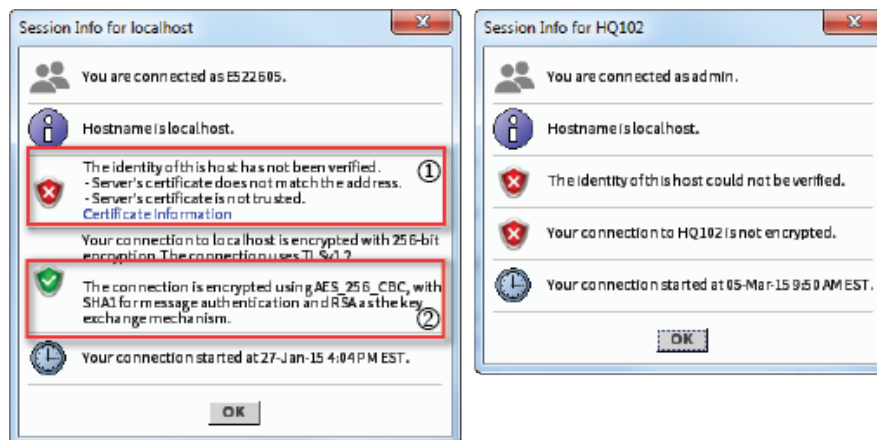 Session Info for localhost
You are connected as E522605.
Hostname is localhost.
The identity of this host has not been verified.
- Server's certificate does not match the address.
- Server's certificate is not trusted.
Certificate Information
①
Your connection to localhost is encrypted with 256-bit
encryption. The connection uses TLSv1.2
The connection is encrypted using AES_256_CBC, with
SHA1 for message authentication and RSA as the key
exchange mechanism.
②
Your connection started at 27-Jan-15 4:04 PM EST.
OK
Session Info for HQ102
You are connected as admin.
Hostname is localhost.
The identity of this host could not be verified.
Your connection to HQ102 is not encrypted.
Your connection started at 05-Mar-15 9:50 AM EST.
OK